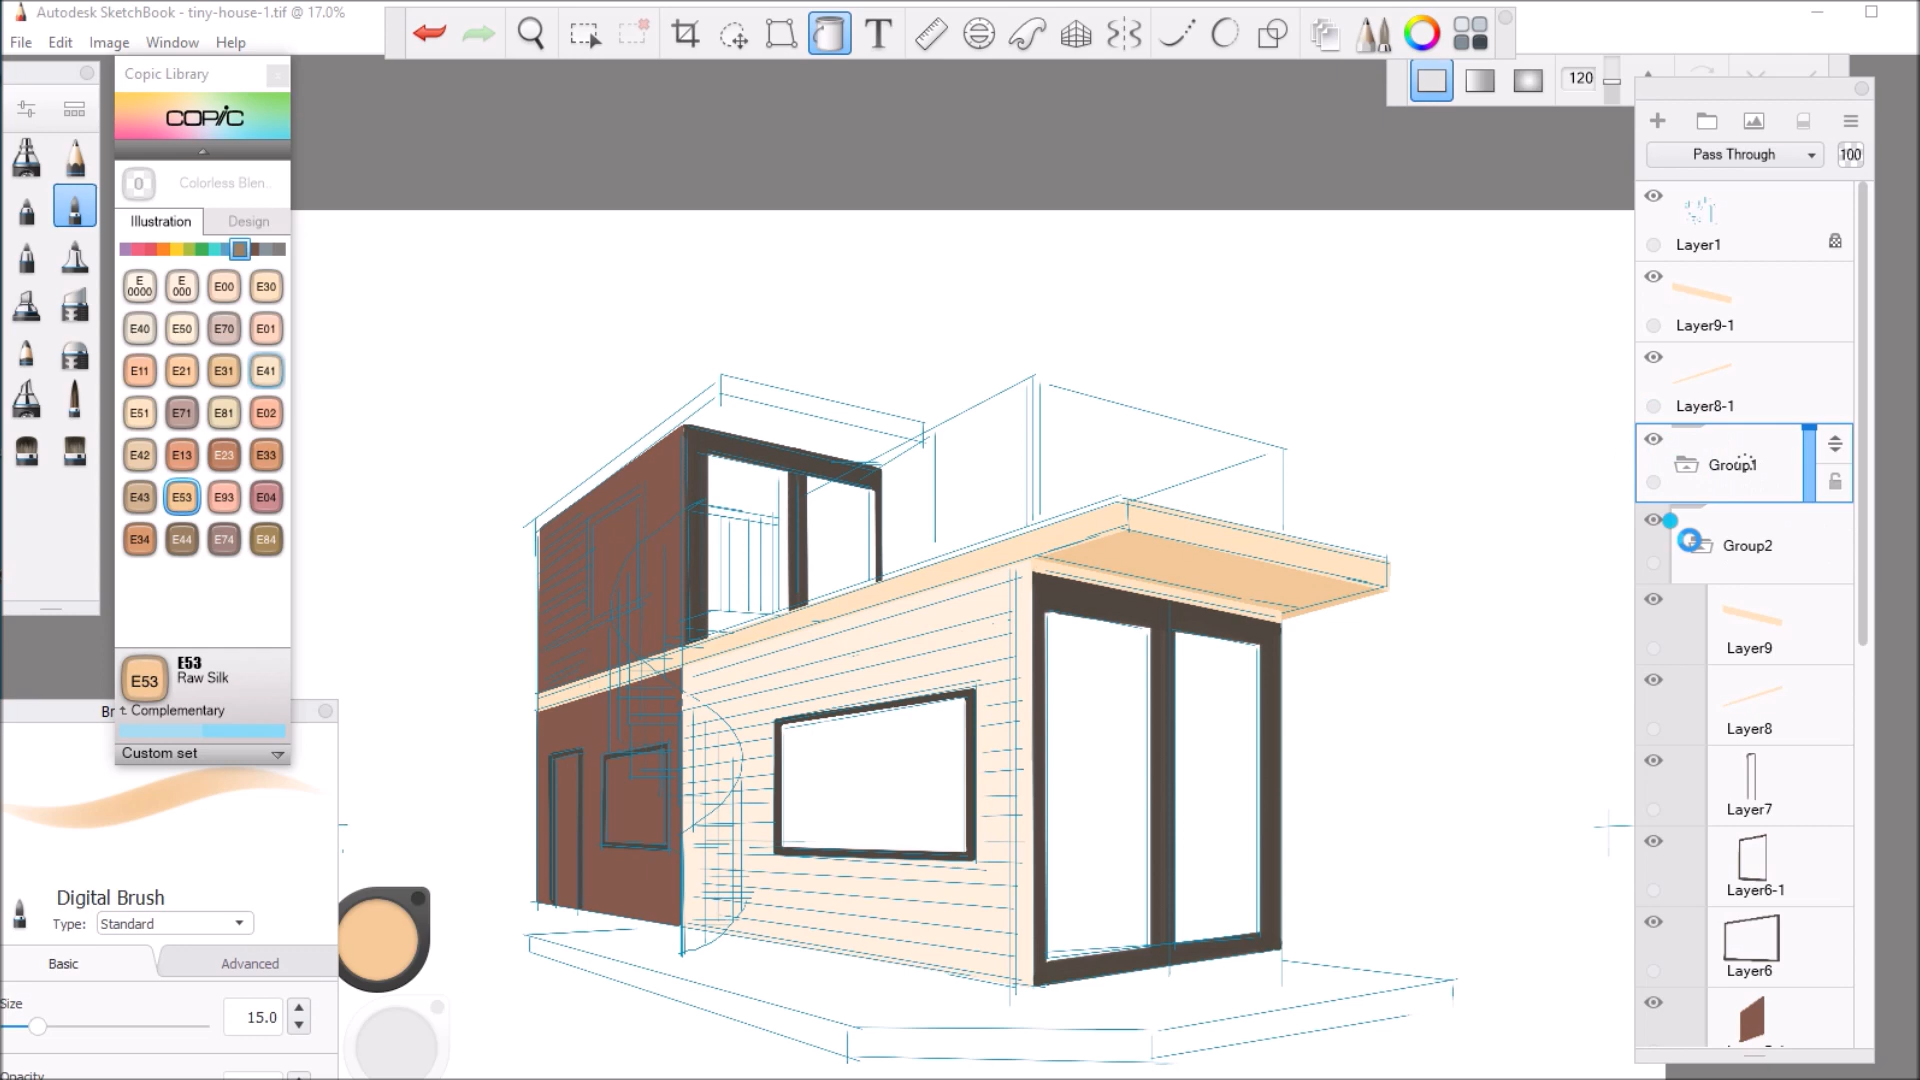 Autodesk SketchBook - tiny-house-1.tif @ 17.0%
File Edit Image Window Help
T
120
Copic Library
COPIC
0 Colorless Blen..
Illustration Design
E0000 E000 E00 E30
E40 E50 E70 E01
E11 E21 E31 E41
E51 E71 E81 E02
E42 E13 E23 E33
E43 E53 E93 E04
E34 E44 E74 E84
E53
E53
Raw Silk
Complementary
Custom set
Br
Digital Brush
Type: Standard
Basic Advanced
Size
15.0
Opacity
Pass Through 100
Layer1
Layer9-1
Layer8-1
Group1
Group2
Layer9
Layer8
Layer7
Layer6-1
Layer6